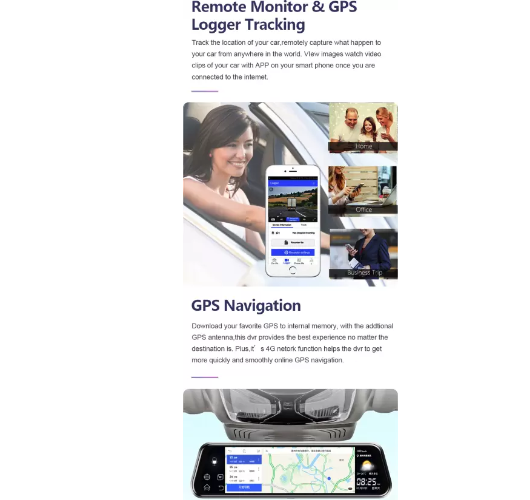 Remote Monitor & GPS
Logger Tracking
Track the location of your car,remotely capture what happen to
your car from anywhere in the world. View images watch video
clips of your car with APP on your smart phone once you are
connected to the internet.
Home
Office
Business Trip
GPS Navigation
Download your favorite GPS to internal memory, with the addtional
GPS antenna,this dvr provides the best experience no matter the
destination is. Plus,it’ s 4G netork function helps the dvr to get
more quickly and smoothly online GPS navigation.
08:25